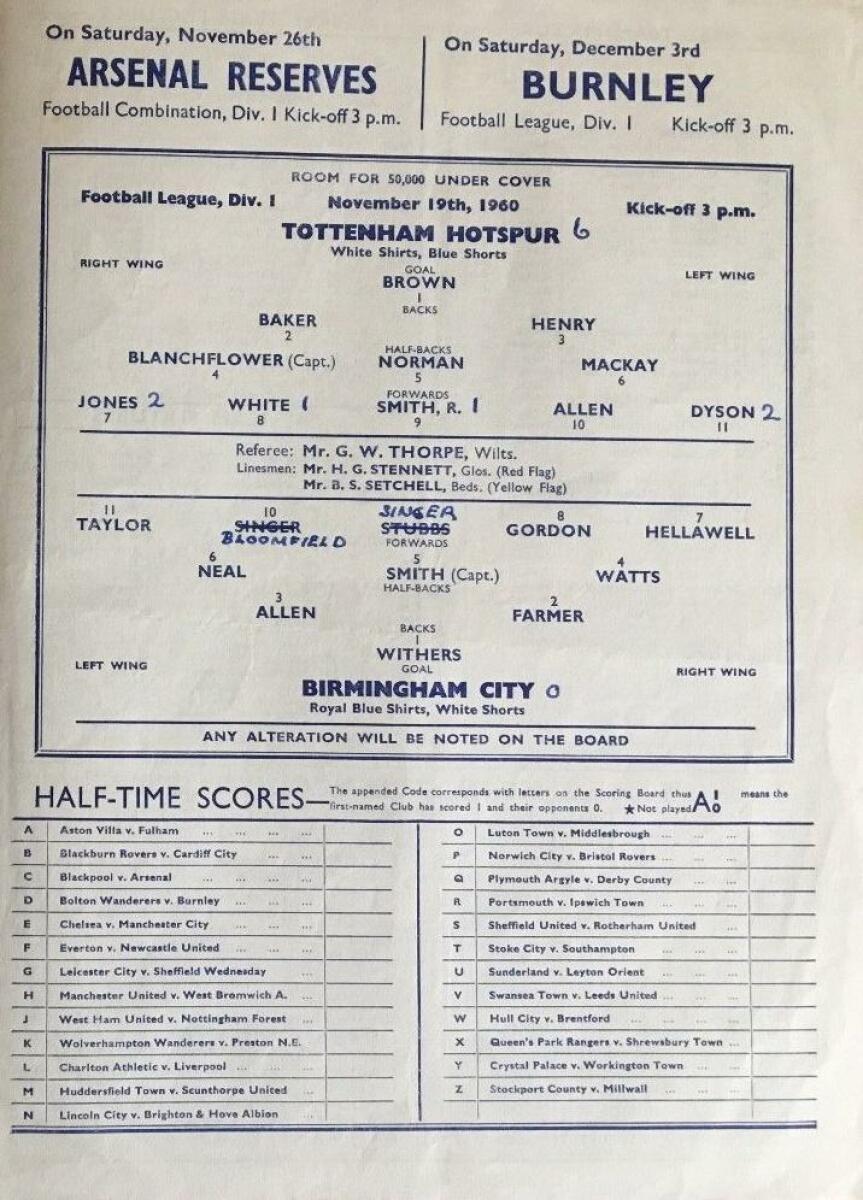 On Saturday, November 26th
ARSENAL RESERVES
Football Combination, Div. 1 Kick-off 3 p.m.
On Saturday, December 3rd
BURNLEY
Football League, Div. 1 Kick-off 3 p.m.
ROOM FOR 50,000 UNDER COVER
Football League, Div. 1 November 19th, 1960 Kick-off 3 p.m.
TOTTENHAM HOTSPUR 6
White Shirts, Blue Shorts
RIGHT WING GOAL LEFT WING
BROWN
1
BACKS
BAKER HENRY
2 3
HALF-BACKS
BLANCHFLOWER (Capt.) NORMAN MACKAY
4 5 6
FORWARDS
JONES 2 WHITE 1 SMITH, R. 1 ALLEN DYSON 2
7 8 9 10 11
Referee: Mr. G. W. THORPE, Wilts.
Linesmen: Mr. H. G. STENNETT, Glos. (Red Flag)
Mr. B. S. SETCHELL, Beds. (Yellow Flag)
11 10 SINGER 8 7
TAYLOR SINGER STUBBS GORDON HELLAWELL
BLOOMFIELD FORWARDS
6 5 4
NEAL SMITH (Capt.) WATTS
HALF-BACKS
3 2
ALLEN FARMER
BACKS
1
WITHERS
LEFT WING GOAL RIGHT WING
BIRMINGHAM CITY 0
Royal Blue Shirts, White Shorts
ANY ALTERATION WILL BE NOTED ON THE BOARD
HALF-TIME SCORES—The appended Code corresponds with letters on the Scoring Board thus A 1 0 means the
first-named Club has scored 1 and their opponents 0. ★ Not played
A Aston Villa v. Fulham ... ... ... ...
B Blackburn Rovers v. Cardiff City ... ...
C Blackpool v. Arsenal ... ... ... ...
D Bolton Wanderers v. Burnley ... ... ...
E Chelsea v. Manchester City ... ... ...
F Everton v. Newcastle United ... ... ...
G Leicester City v. Sheffield Wednesday ...
H Manchester United v. West Bromwich A. ...
J West Ham United v. Nottingham Forest ...
K Wolverhampton Wanderers v. Preston N.E.
L Charlton Athletic v. Liverpool ... ... ...
M Huddersfield Town v. Scunthorpe United ...
N Lincoln City v. Brighton & Hove Albion ...
O Luton Town v. Middlesbrough ... ... ...
P Norwich City v. Bristol Rovers ... ... ...
Q Plymouth Argyle v. Derby County ... ...
R Portsmouth v. Ipswich Town ... ... ...
S Sheffield United v. Rotherham United ...
T Stoke City v. Southampton ... ... ...
U Sunderland v. Leyton Orient ... ... ...
V Swansea Town v. Leeds United ... ... ...
W Hull City v. Brentford ... ... ... ...
X Queen's Park Rangers v. Shrewsbury Town ...
Y Crystal Palace v. Workington Town ... ...
Z Stockport County v. Millwall ... ... ...